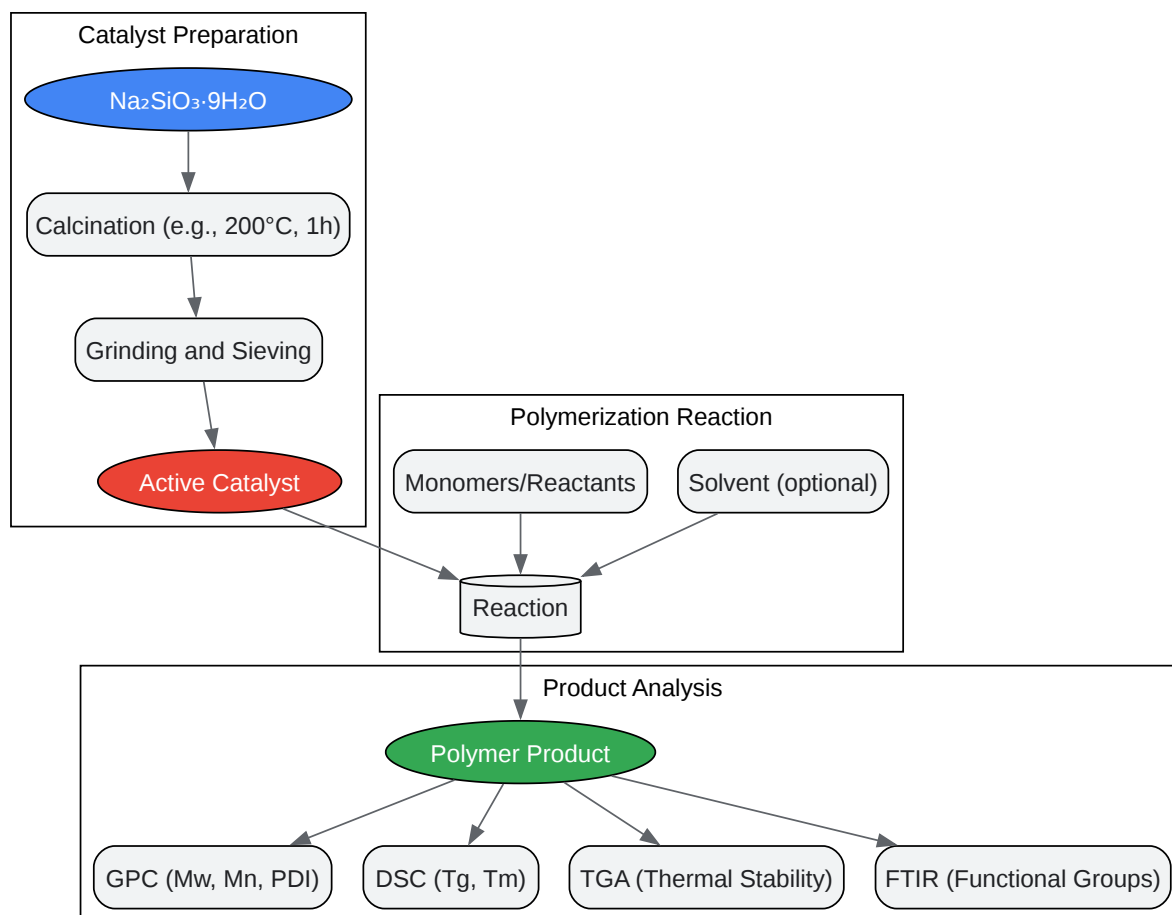 Catalyst Preparation
Na₂SiO₃·9H₂O
Calcination (e.g., 200°C, 1h)
Grinding and Sieving
Active Catalyst
Polymerization Reaction
Monomers/Reactants
Solvent (optional)
Reaction
Product Analysis
Polymer Product
GPC (Mw, Mn, PDI)
DSC (Tg, Tm)
TGA (Thermal Stability)
FTIR (Functional Groups)